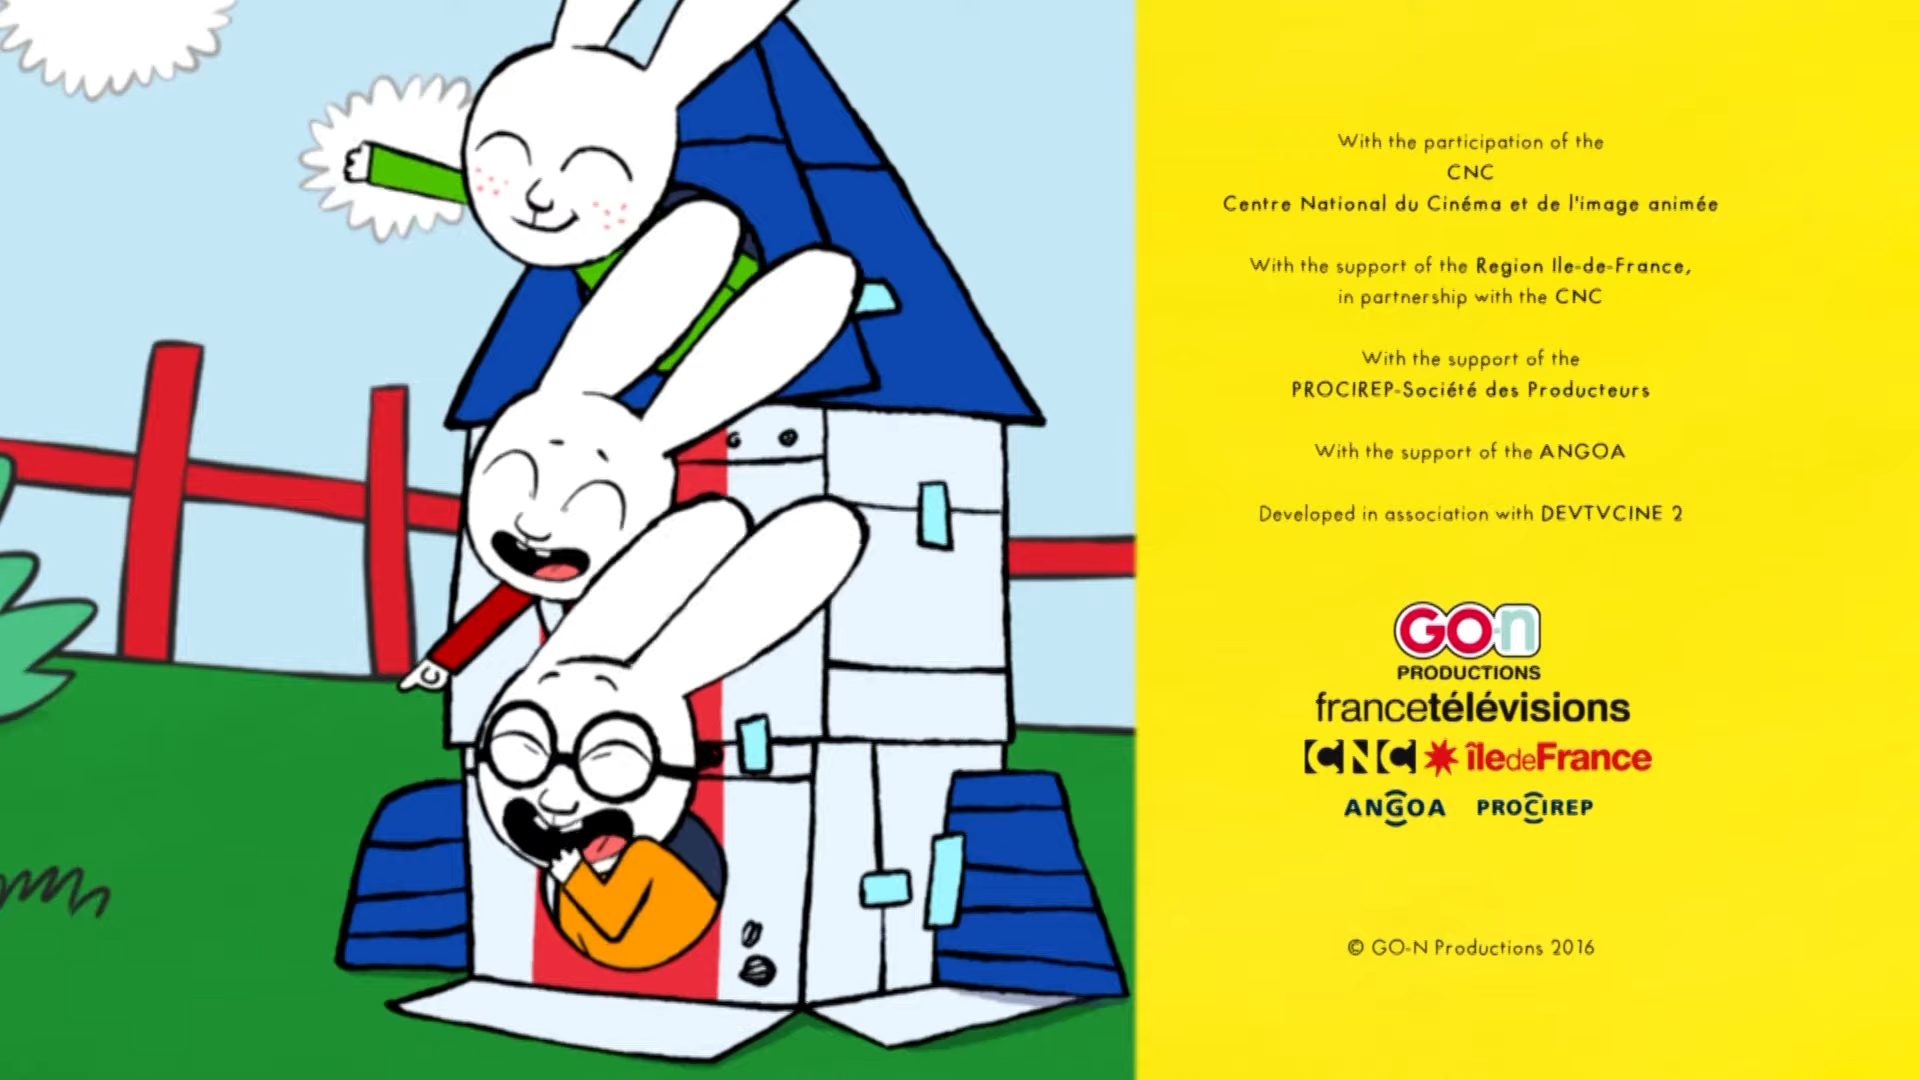 With the participation of the
CNC
Centre National du Cinéma et de l'image animée
With the support of the Region Ile-de-France,
in partnership with the CNC
With the support of the
PROCIREP-Société des Producteurs
With the support of the ANGOA
Developed in association with DEVTVCINE 2
GO-n
PRODUCTIONS
francetélévisions
CNC îledeFrance
ANGOA PROCIREP
© GO-N Productions 2016